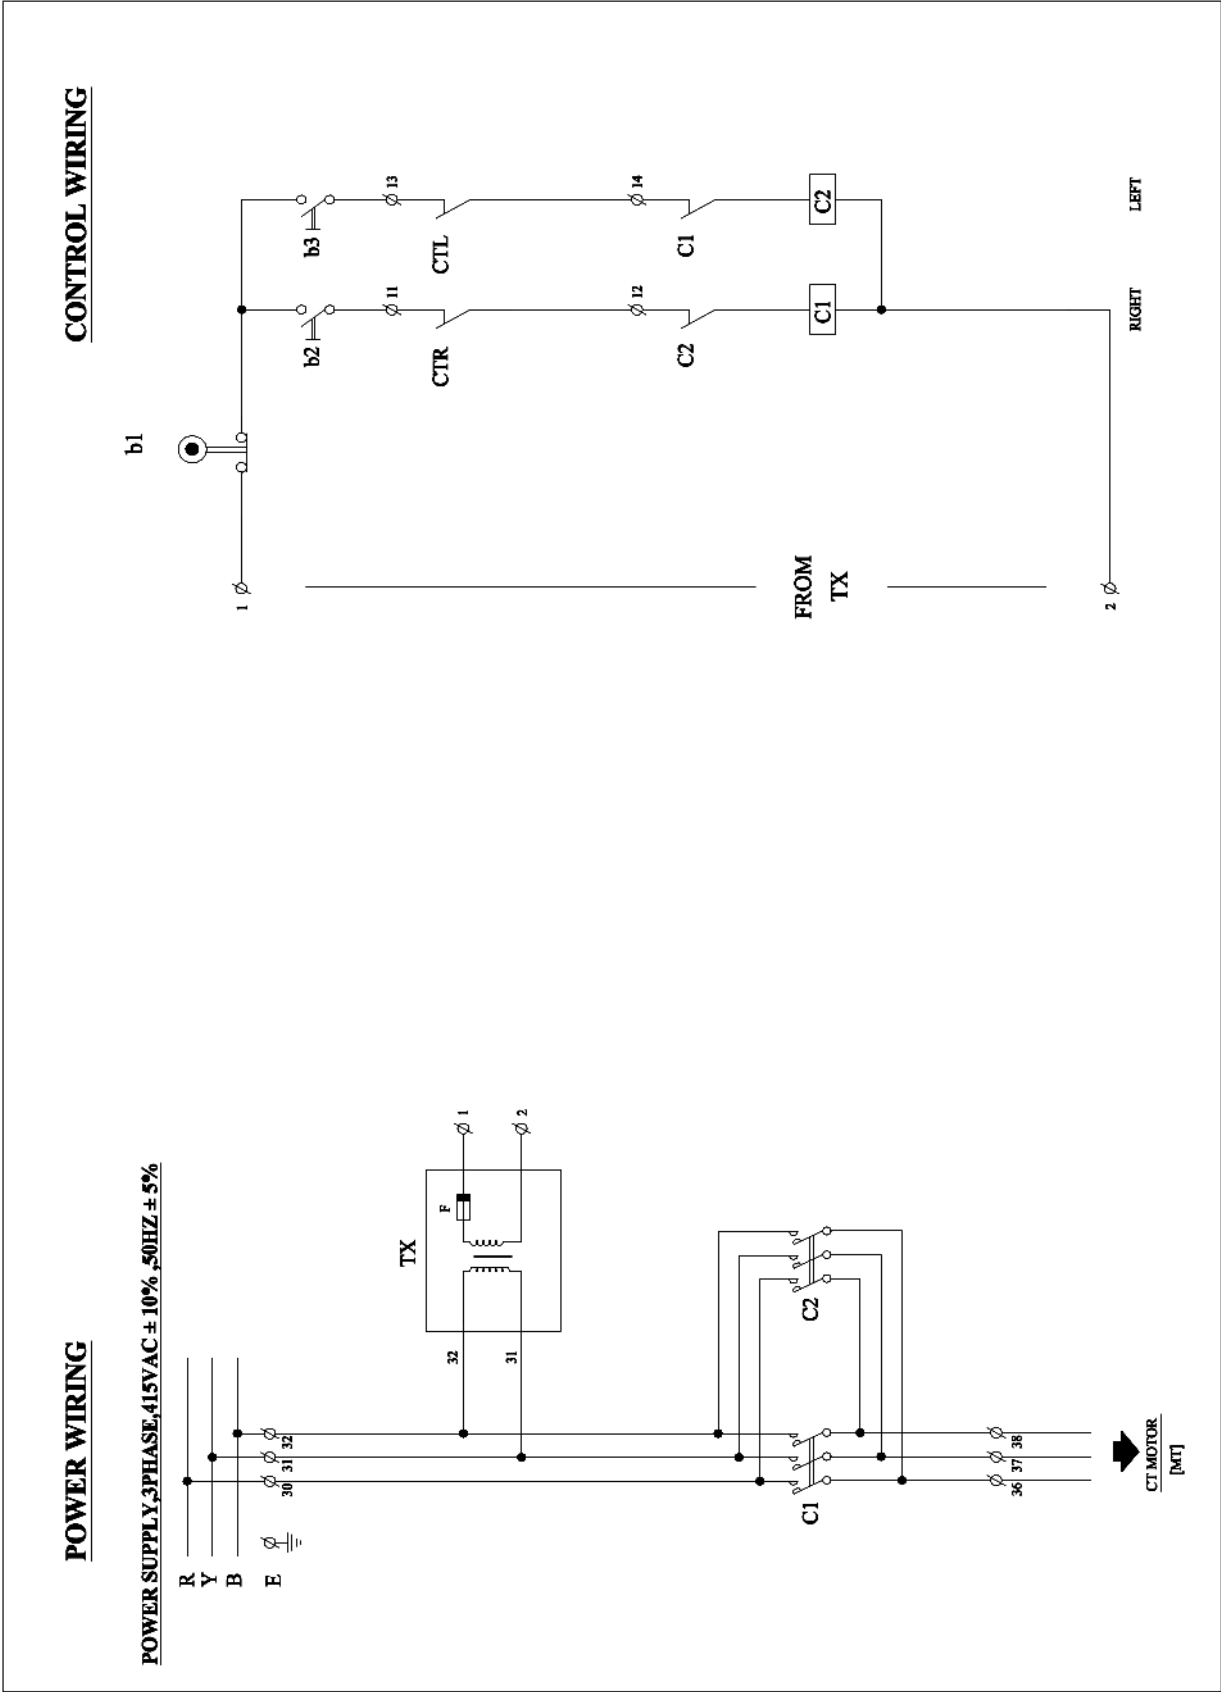 POWER WIRING
POWER SUPPLY,3PHASE,415VAC ± 10% ,50HZ ± 5%
R
Y
B
E
30
31
32
32
31
TX
F
1
2
C1
C2
36
37
38
CT MOTOR
[MT]
CONTROL WIRING
b1
1
FROM
TX
2
b2
b3
11
13
CTR
CTL
12
14
C2
C1
C1
C2
RIGHT
LEFT